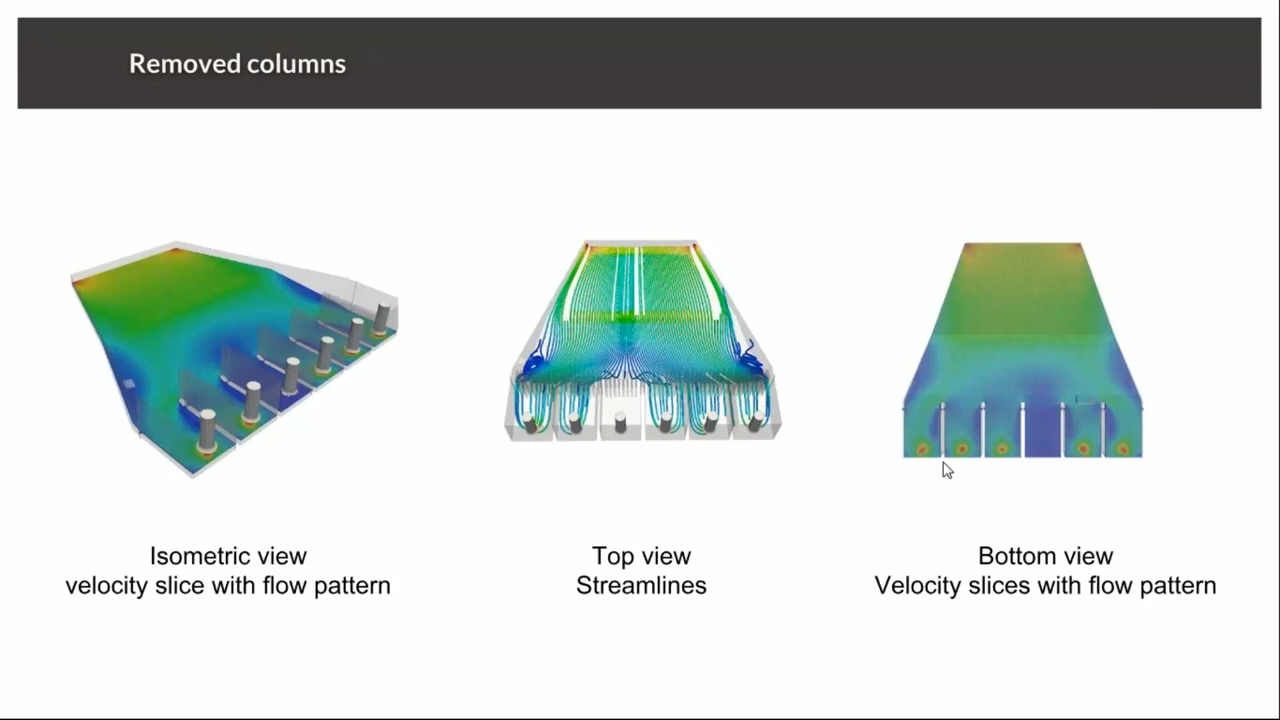 Removed columns
Isometric view
velocity slice with flow pattern
Top view
Streamlines
Bottom view
Velocity slices with flow pattern